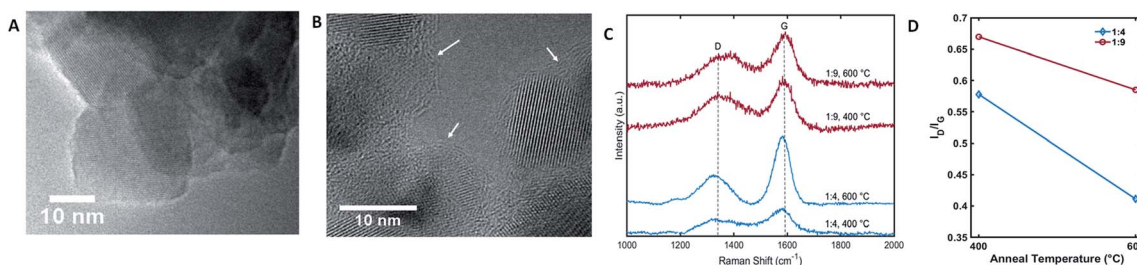 A
10 nm
B
10 nm
C
D
G
1:9, 600 °C
1:9, 400 °C
1:4, 600 °C
1:4, 400 °C
Intensity (a.u.)
1000 1200 1400 1600 1800 2000
Raman Shift (cm⁻¹)
D
1:4
1:9
0.7
0.65
0.6
0.55
0.5
0.45
0.4
0.35
I_D/I_G
400
Anneal Temperature (°C)